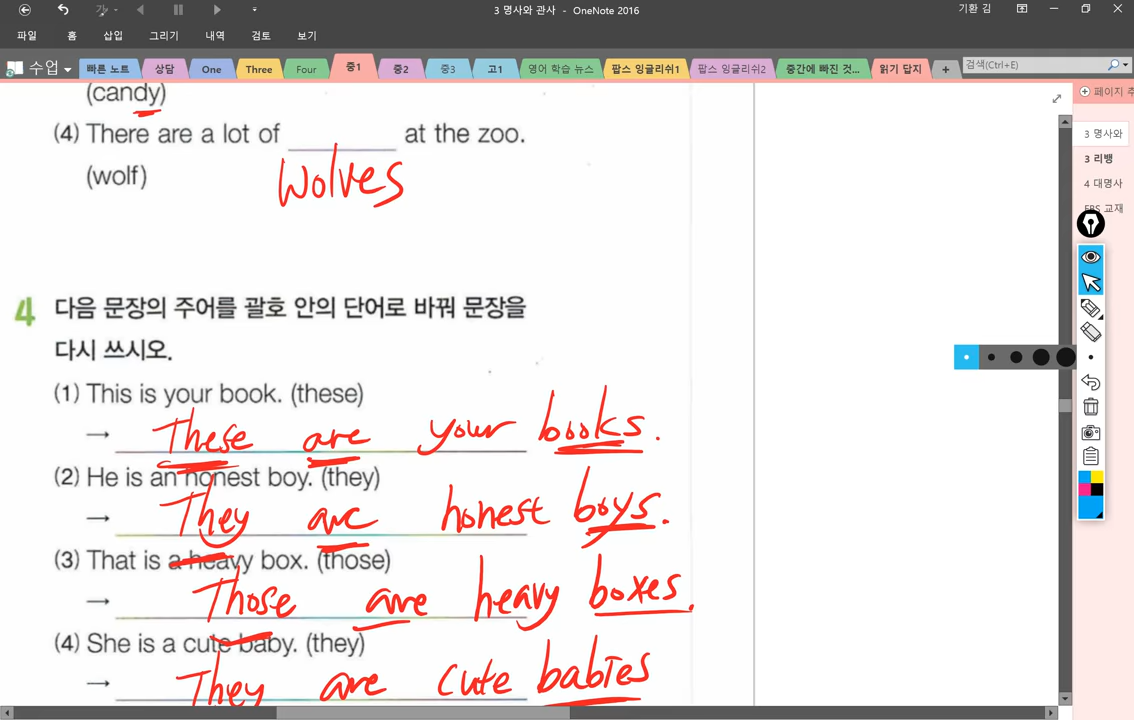 3 명사와 관사 - OneNote 2016
기환 김
파일 홈 삽입 그리기 내역 검토 보기
수업 빠른 노트 상담 One Three Four 중1 중2 중3 고1 영어 학습 뉴스 팝스 잉글리쉬1 팝스 잉글리쉬2 중간에 빠진 것... 읽기 답지 + 검색(Ctrl+E)
페이지 추
3 명사와
3 리뱅
4 대명사
EBS 교재
(candy)
(4) There are a lot of at the zoo.
(wolf) Wolves
4 다음 문장의 주어를 괄호 안의 단어로 바꿔 문장을
다시 쓰시오.
(1) This is your book. (these)
→ These are your books.
(2) He is an honest boy. (they)
→ They are honest boys.
(3) That is a heavy box. (those)
→ Those are heavy boxes.
(4) She is a cute baby. (they)
→ They are cute babies